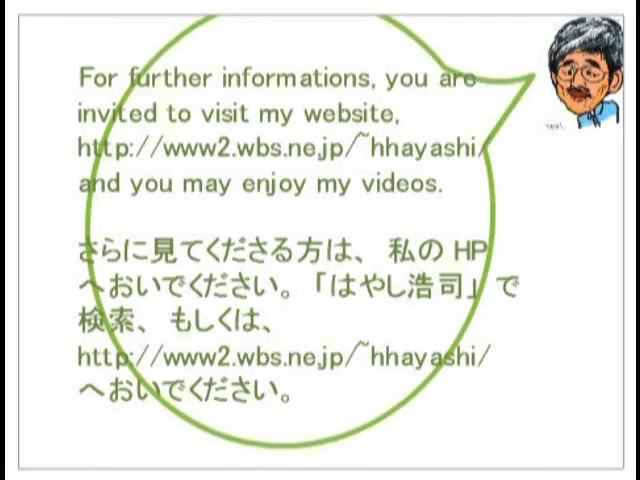 For further informations, you are
invited to visit my website,
http://www2.wbs.ne.jp/~hhayashi/
and you may enjoy my videos.
さらに見てくださる方は、 私の HP
へおいでください。「はやし浩司」で
検索、 もしくは、
http://www2.wbs.ne.jp/~hhayashi/
へおいでください。